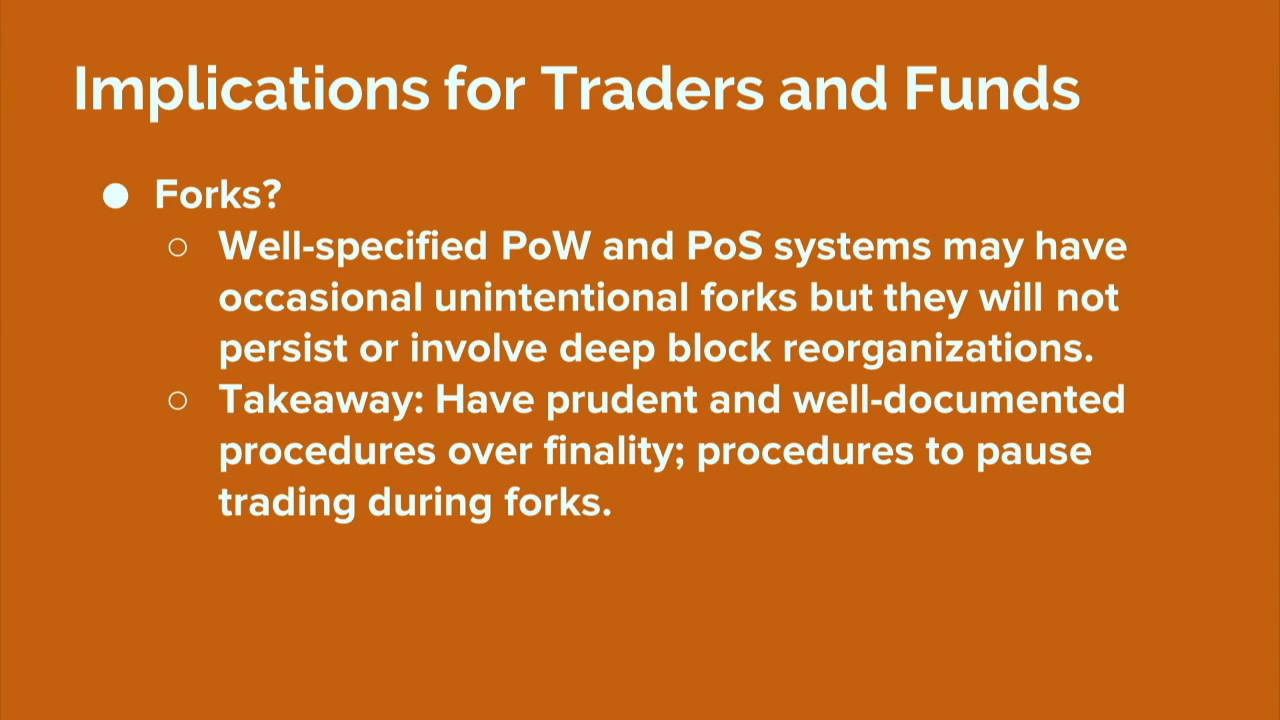 Implications for Traders and Funds
● Forks?
○ Well-specified PoW and PoS systems may have
occasional unintentional forks but they will not
persist or involve deep block reorganizations.
○ Takeaway: Have prudent and well-documented
procedures over finality; procedures to pause
trading during forks.